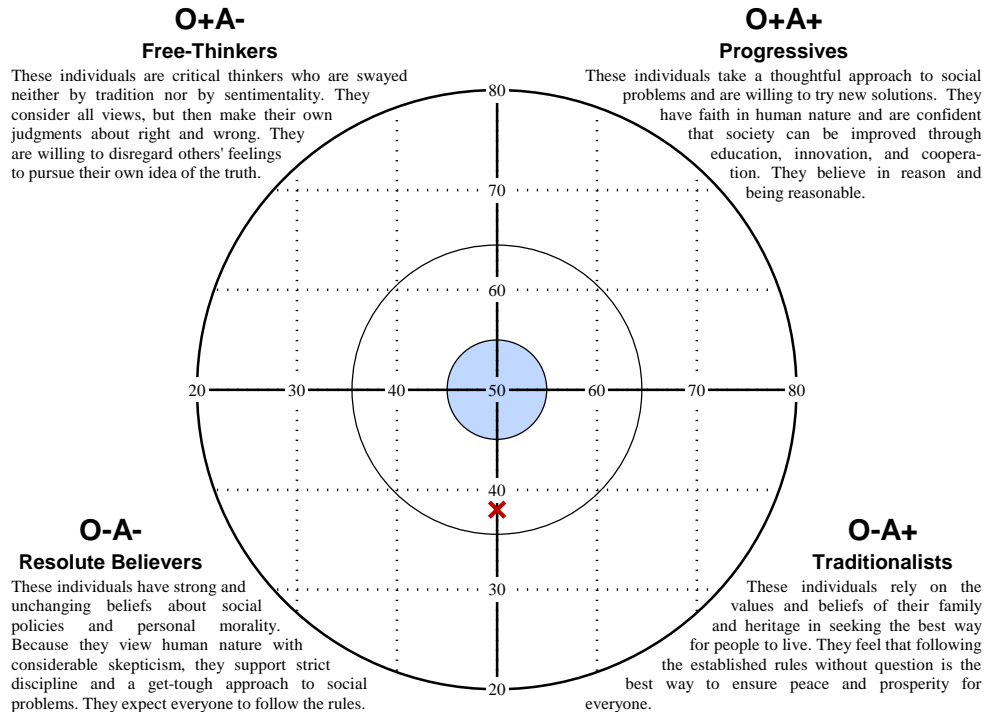 O+A-
Free-Thinkers
These individuals are critical thinkers who are swayed
neither by tradition nor by sentimentality. They
consider all views, but then make their own
judgments about right and wrong. They
are willing to disregard others' feelings
to pursue their own idea of the truth.
O+A+
Progressives
These individuals take a thoughtful approach to social
problems and are willing to try new solutions. They
have faith in human nature and are confident
that society can be improved through
education, innovation, and coopera-
tion. They believe in reason and
being reasonable.
80
70
60
20 30 40 50 60 70 80
40
30
20
O-A-
Resolute Believers
These individuals have strong and
unchanging beliefs about social
policies and personal morality.
Because they view human nature with
considerable skepticism, they support strict
discipline and a get-tough approach to social
problems. They expect everyone to follow the rules.
O-A+
Traditionalists
These individuals rely on the
values and beliefs of their family
and heritage in seeking the best way
for people to live. They feel that following
the established rules without question is the
best way to ensure peace and prosperity for
everyone.